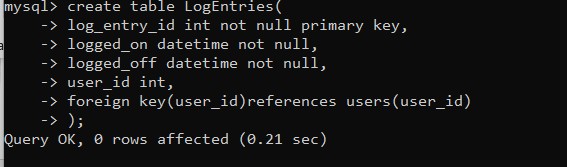 mysql> create table LogEntries(
    -> log_entry_id int not null primary key,
    -> logged_on datetime not null,
    -> logged_off datetime not null,
    -> user_id int,
    -> foreign key(user_id)references users(user_id)
    -> );
Query OK, 0 rows affected (0.21 sec)